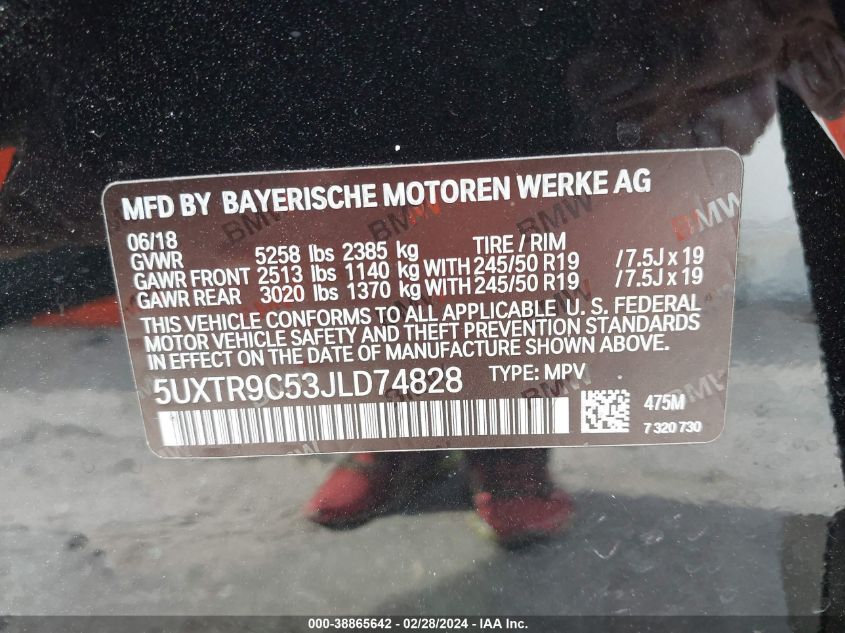 MFD BY BAYERISCHE MOTOREN WERKE AG
06/18
GVWR 5258 lbs 2385 kg TIRE / RIM
GAWR FRONT 2513 lbs 1140 kg WITH 245/50 R19 / 7.5J x 19
GAWR REAR 3020 lbs 1370 kg WITH 245/50 R19 / 7.5J x 19
THIS VEHICLE CONFORMS TO ALL APPLICABLE U. S. FEDERAL
MOTOR VEHICLE SAFETY AND THEFT PREVENTION STANDARDS
IN EFFECT ON THE DATE OF MANUFACTURE SHOWN ABOVE.
5UXTR9C53JLD74828 TYPE: MPV
475M
7 320 730
000-38865642 / 02/28/2024 - IMPACT AUTO AUCTIONS LTD.